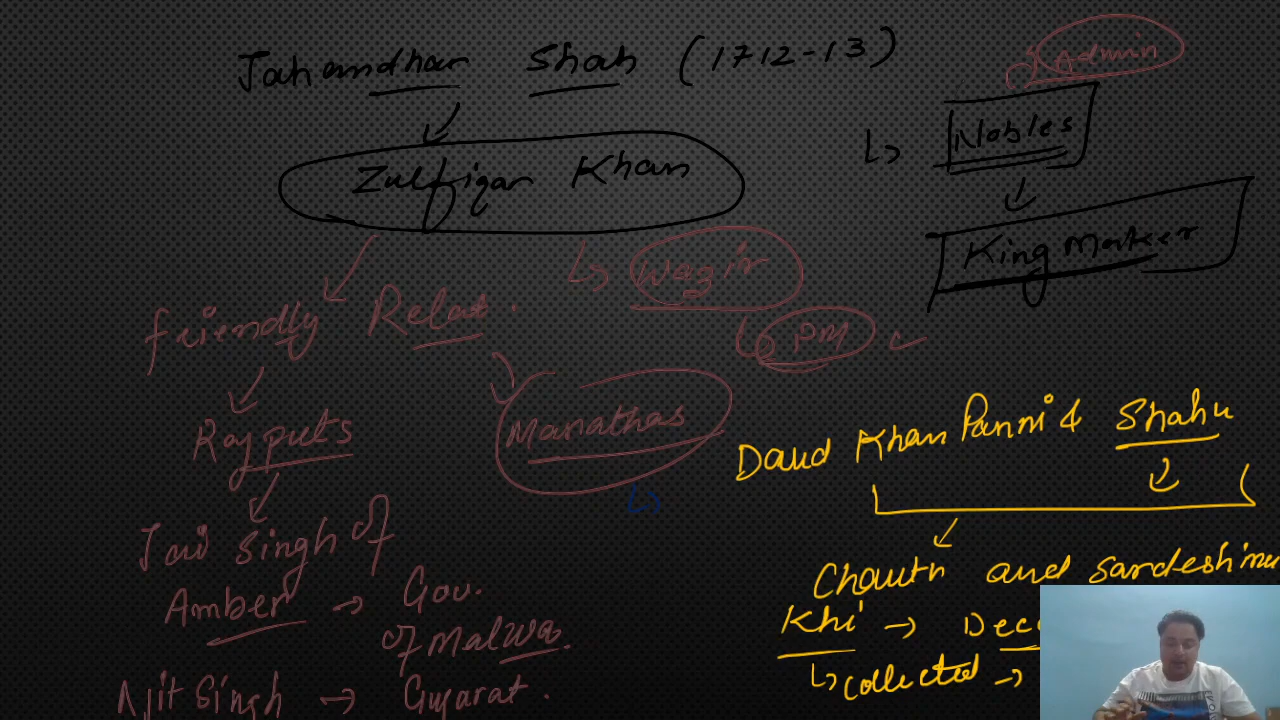 Jahandhar Shah (1712-13)
Admin
Nobles
King Maker
Zulfiqar Khan
Wazir
PM
Friendly Relat.
Rajputs
Marathas
Jai Singh of
Amber → Gov.
of Malwa.
Ajit Singh → Gujarat.
Daud Khan Panni & Shahu
Chauth and Sardeshmu
Khi → Dec
collected →